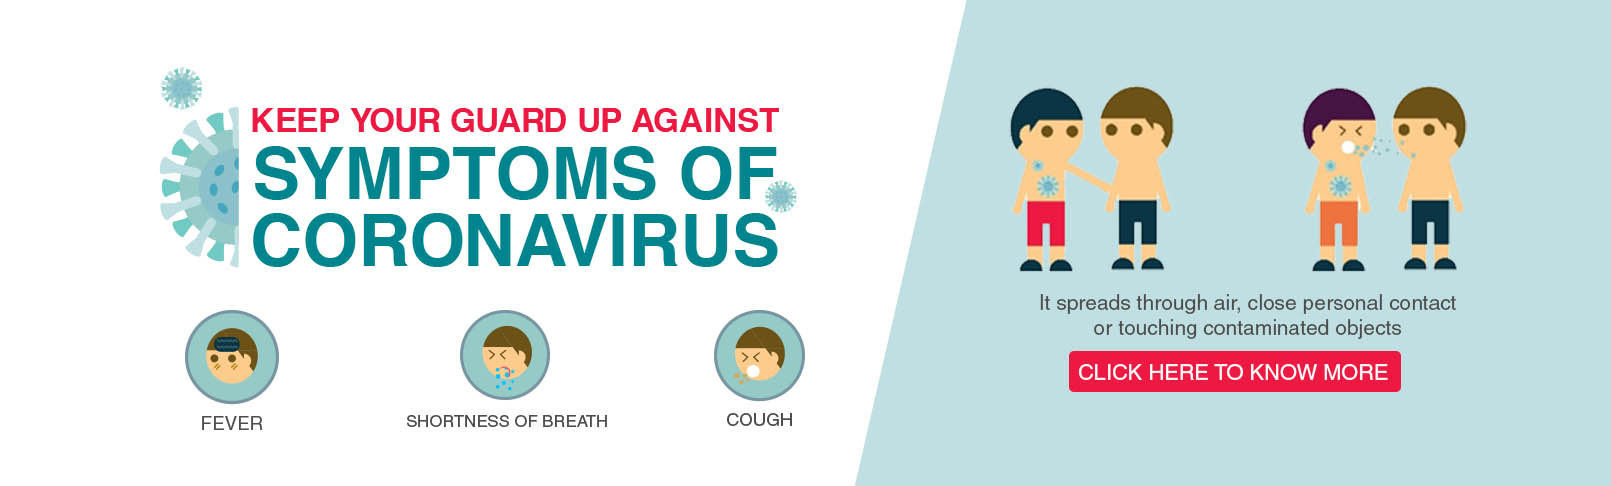 KEEP YOUR GUARD UP AGAINST
SYMPTOMS OF
CORONAVIRUS
FEVER
SHORTNESS OF BREATH
COUGH
It spreads through air, close personal contact
or touching contaminated objects
CLICK HERE TO KNOW MORE